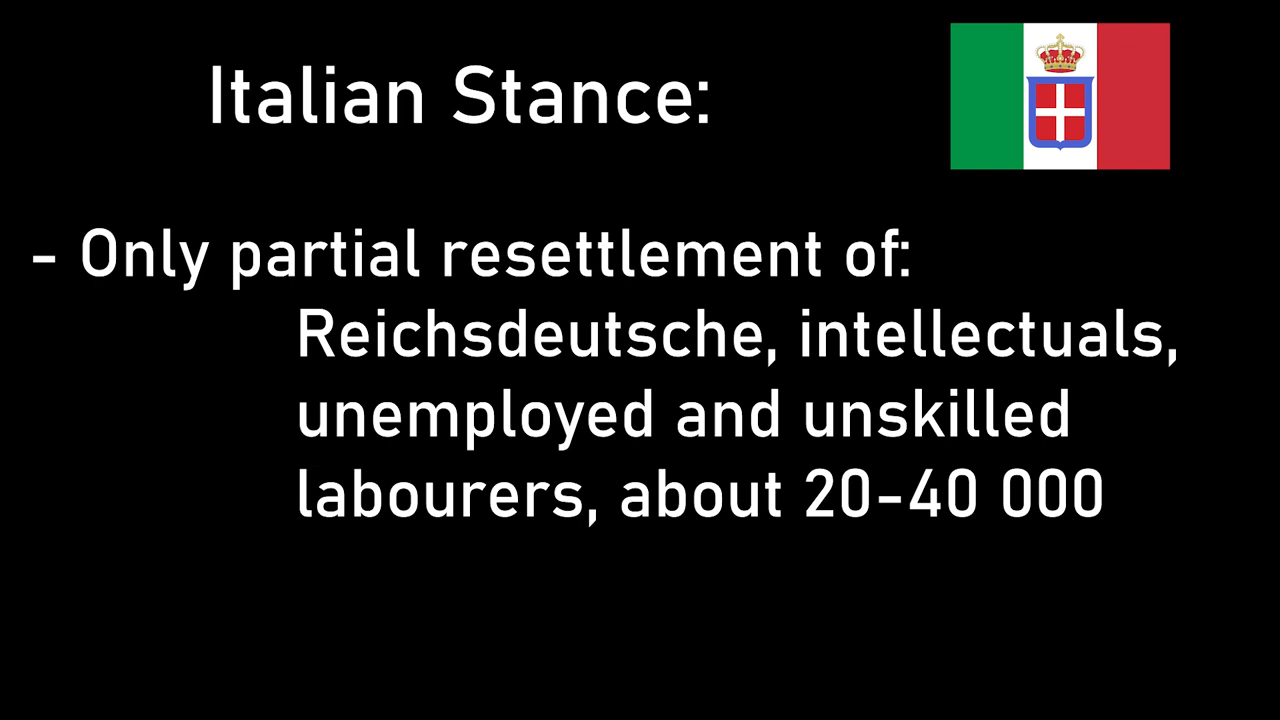 Italian Stance:
- Only partial resettlement of:
Reichsdeutsche, intellectuals,
unemployed and unskilled
labourers, about 20-40 000